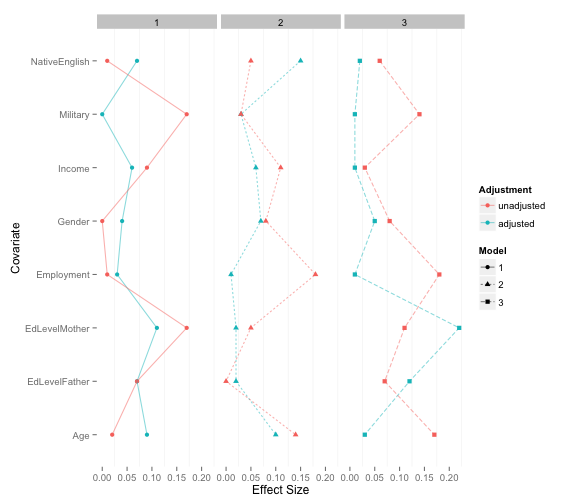 1 2 3
NativeEnglish
Military
Income
Gender
Employment
EdLevelMother
EdLevelFather
Age
Covariate
0.00 0.05 0.10 0.15 0.20 0.00 0.05 0.10 0.15 0.20 0.00 0.05 0.10 0.15 0.20
Effect Size
Adjustment
unadjusted
adjusted
Model
1
2
3